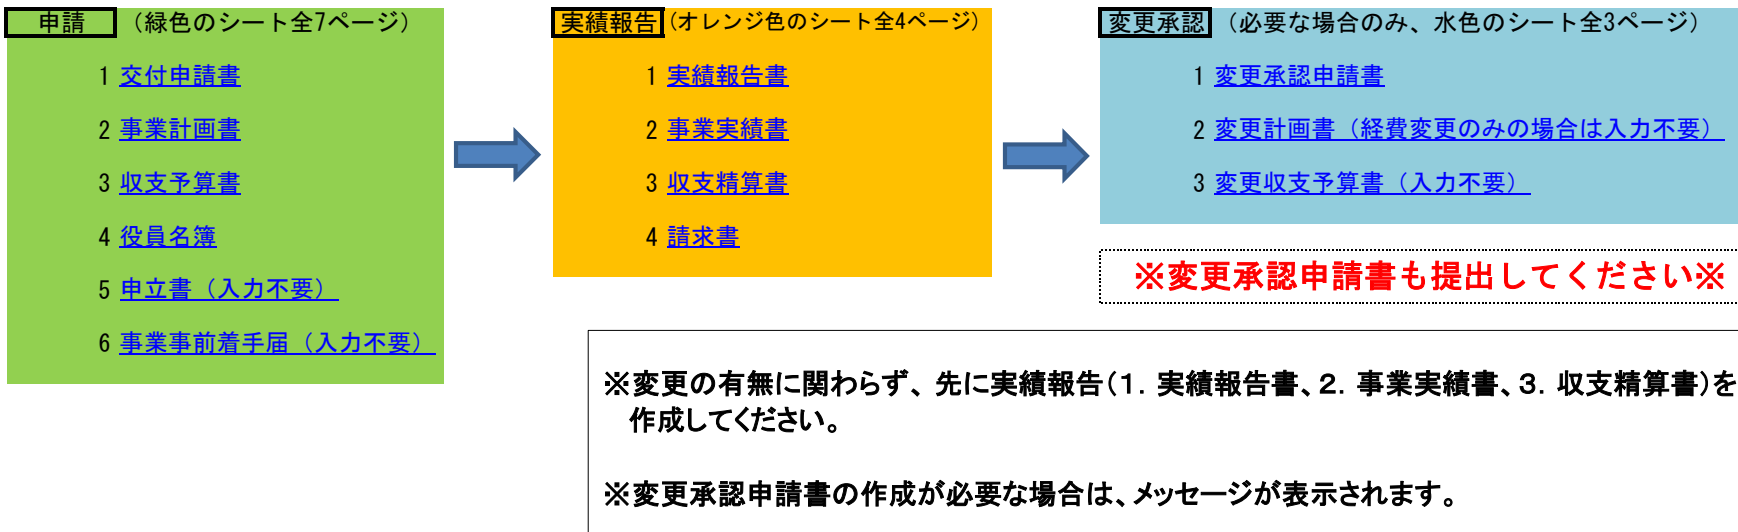 申請 （緑色のシート全7ページ）
1 交付申請書
2 事業計画書
3 収支予算書
4 役員名簿
5 申立書（入力不要）
6 事業事前着手届（入力不要）
実績報告 (オレンジ色のシート全4ページ)
1 実績報告書
2 事業実績書
3 収支精算書
4 請求書
変更承認 （必要な場合のみ、水色のシート全3ページ）
1 変更承認申請書
2 変更計画書（経費変更のみの場合は入力不要）
3 変更収支予算書（入力不要）
※変更承認申請書も提出してください※
※変更の有無に関わらず、先に実績報告（１．実績報告書、２．事業実績書、３．収支精算書）を
作成してください。
※変更承認申請書の作成が必要な場合は、メッセージが表示されます。